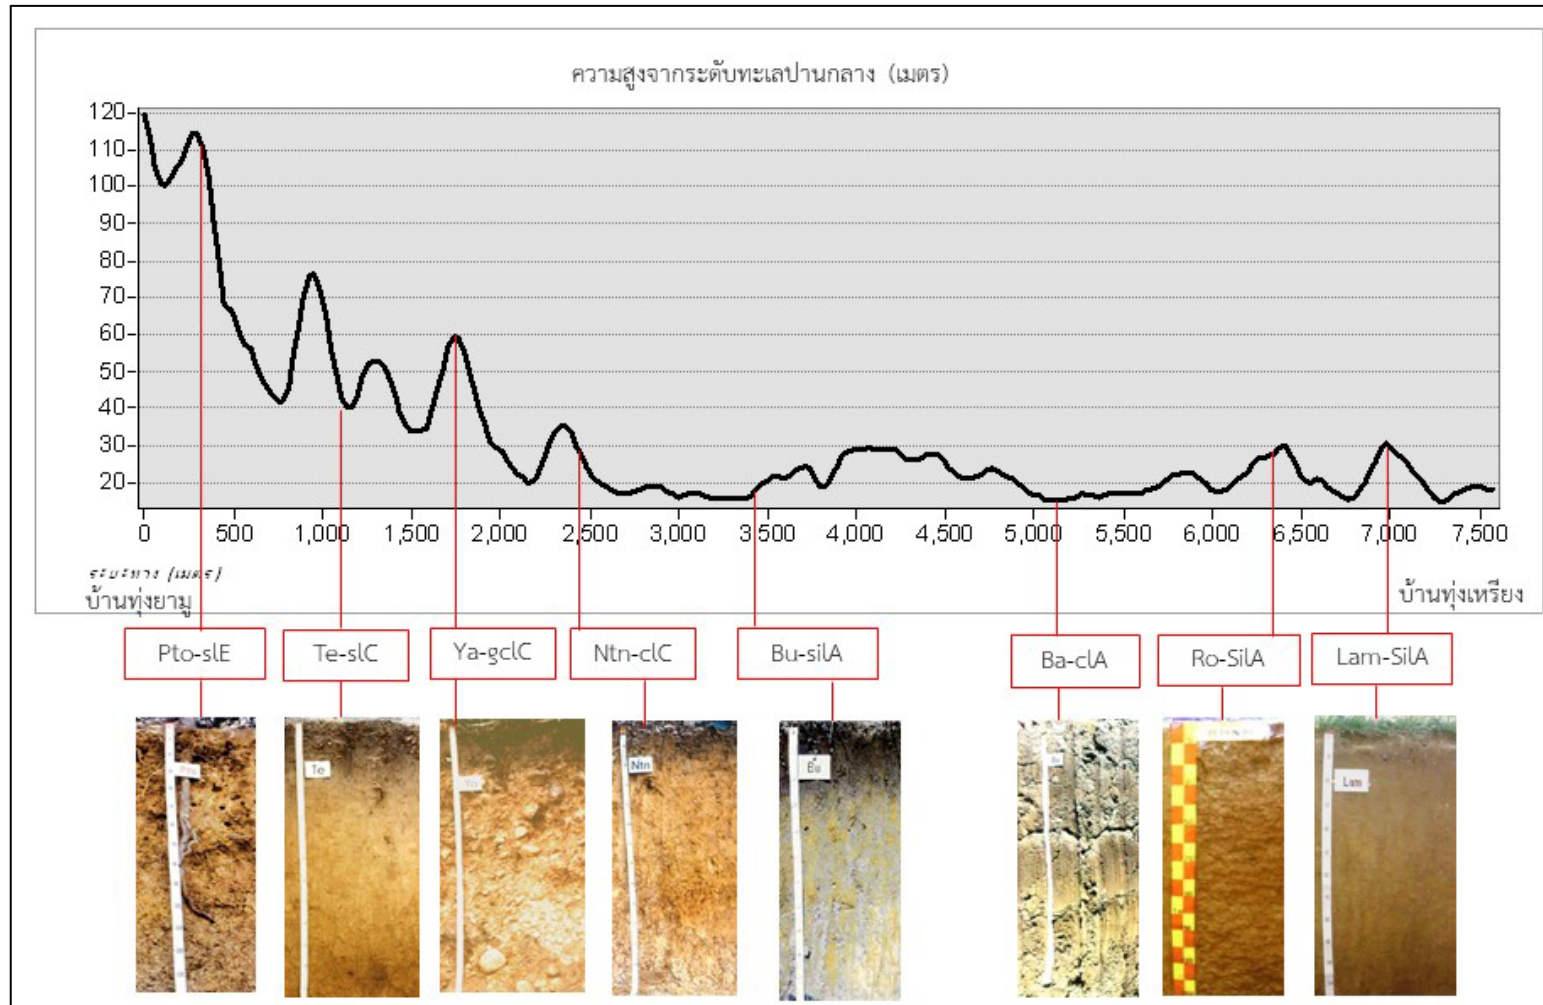 ความสูงจากระดับทะเลปานกลาง (เมตร)
120
110
100
90
80
70
60
50
40
30
20
0 500 1,000 1,500 2,000 2,500 3,000 3,500 4,000 4,500 5,000 5,500 6,000 6,500 7,000 7,500
ระยะทาง (เมตร)
บ้านทุ่งยามู บ้านทุ่งเหรียง
Pto-slE Te-slC Ya-gclC Ntn-clC Bu-silA Ba-clA Ro-SilA Lam-SilA
Te Ntn Bu Lam